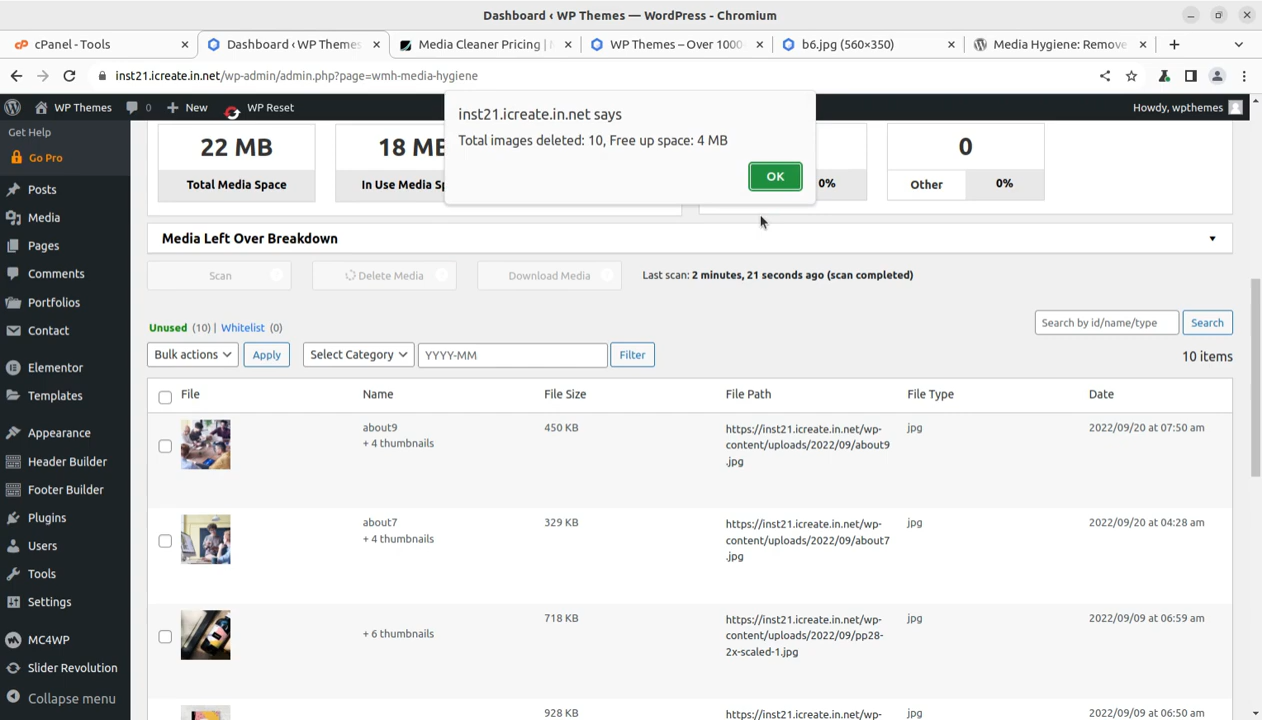 Dashboard ‹ WP Themes — WordPress - Chromium
cPanel - Tools
Dashboard ‹ WP Themes
Media Cleaner Pricing |
WP Themes – Over 1000
b6.jpg (560×350)
Media Hygiene: Remove
inst21.icreate.in.net/wp-admin/admin.php?page=wmh-media-hygiene
WP Themes
0
New
WP Reset
Howdy, wpthemes
inst21.icreate.in.net says
Total images deleted: 10, Free up space: 4 MB
OK
Get Help
Go Pro
Posts
Media
Pages
Comments
Portfolios
Contact
Elementor
Templates
Appearance
Header Builder
Footer Builder
Plugins
Users
Tools
Settings
MC4WP
Slider Revolution
Collapse menu
22 MB
Total Media Space
18 MB
In Use Media Sp
0%
0
Other
0%
Media Left Over Breakdown
Scan
Delete Media
Download Media
Last scan: 2 minutes, 21 seconds ago (scan completed)
Unused (10) | Whitelist (0)
Search by id/name/type
Search
Bulk actions
Apply
Select Category
YYYY-MM
Filter
10 items
File Name File Size File Path File Type Date
about9
+ 4 thumbnails
450 KB
https://inst21.icreate.in.net/wp-
content/uploads/2022/09/about9
.jpg
jpg
2022/09/20 at 07:50 am
about7
+ 4 thumbnails
329 KB
https://inst21.icreate.in.net/wp-
content/uploads/2022/09/about7
.jpg
jpg
2022/09/20 at 04:28 am
+ 6 thumbnails
718 KB
https://inst21.icreate.in.net/wp-
content/uploads/2022/09/pp28-
2x-scaled-1.jpg
jpg
2022/09/09 at 06:59 am
928 KB
https://inst21.icreate.in.net/wp-
jpg
2022/09/09 at 06:50 am